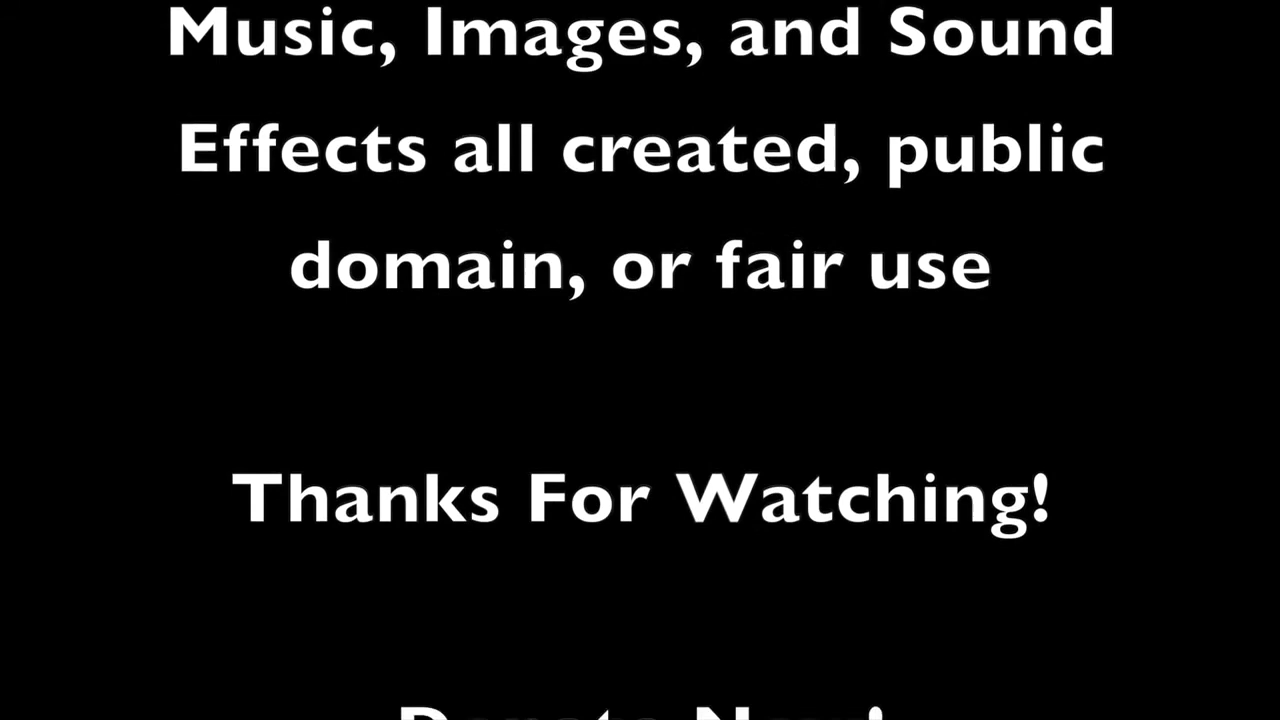 Music, Images, and Sound
Effects all created, public
domain, or fair use
Thanks For Watching!